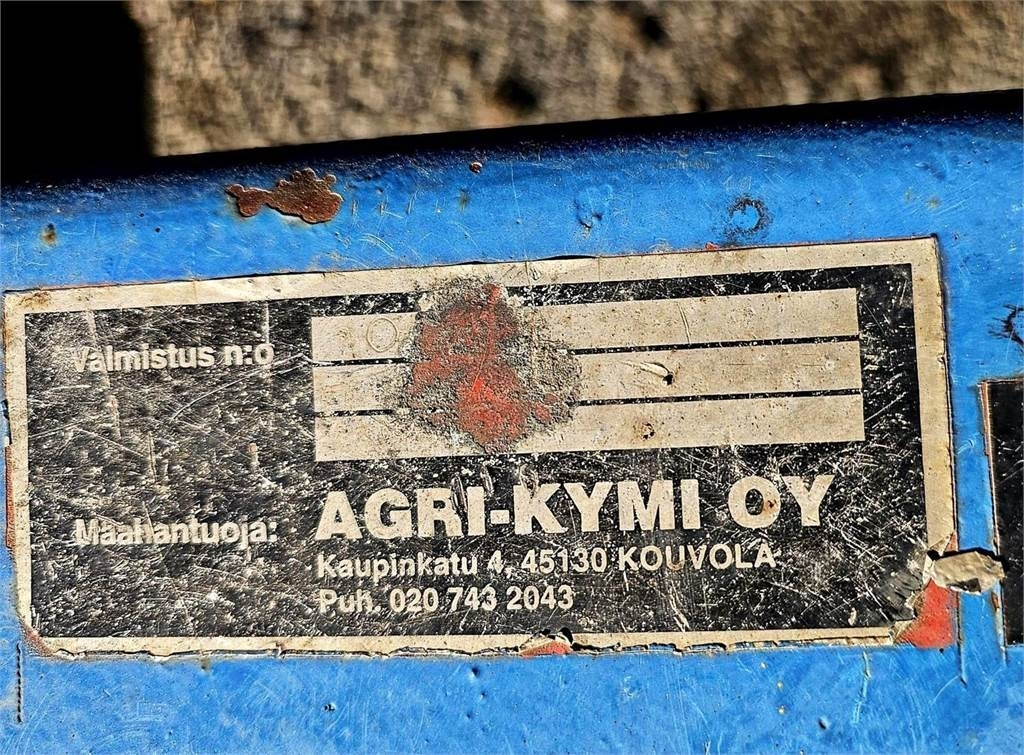 Valmistus n:o
Maahantuoja: AGRI-KYMI OY
Kaupinkatu 4, 45130 KOUVOLA
Puh. 020 743 2043